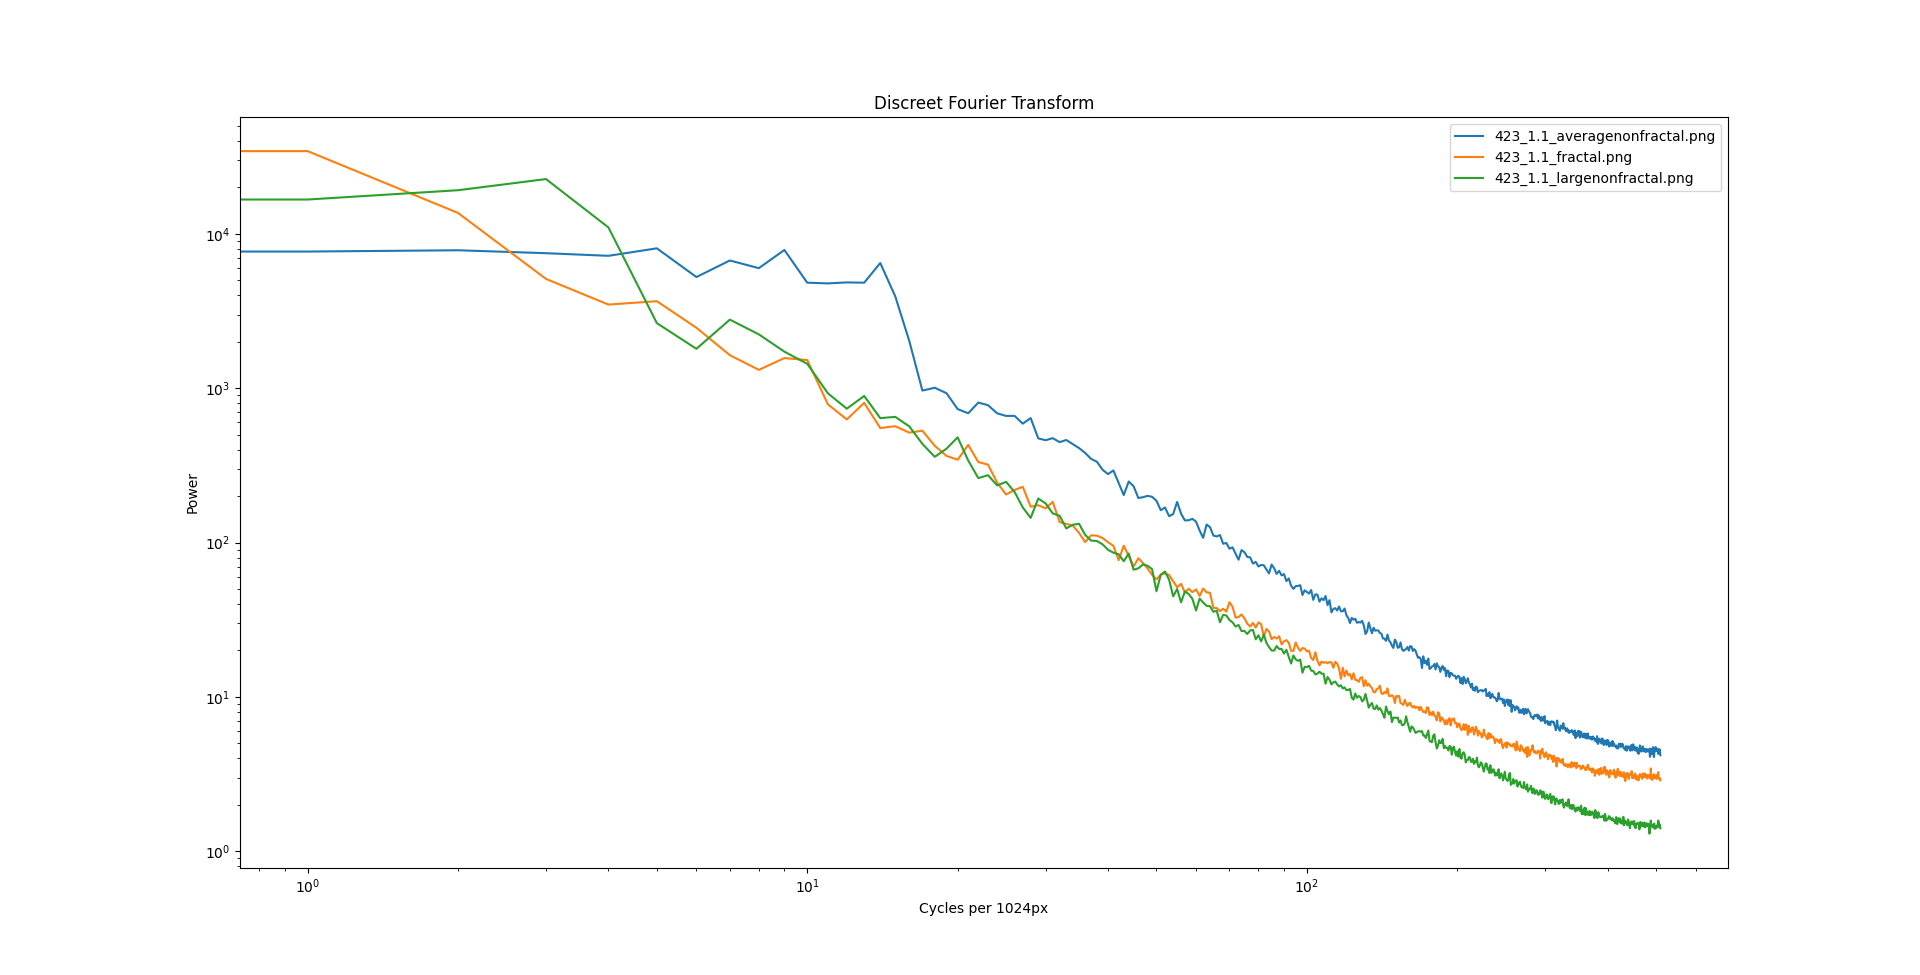 Discreet Fourier Transform
423_1.1_averagenonfractal.png
423_1.1_fractal.png
423_1.1_largenonfractal.png
Power
10^4
10^3
10^2
10^1
10^0
10^0 10^1 10^2
Cycles per 1024px